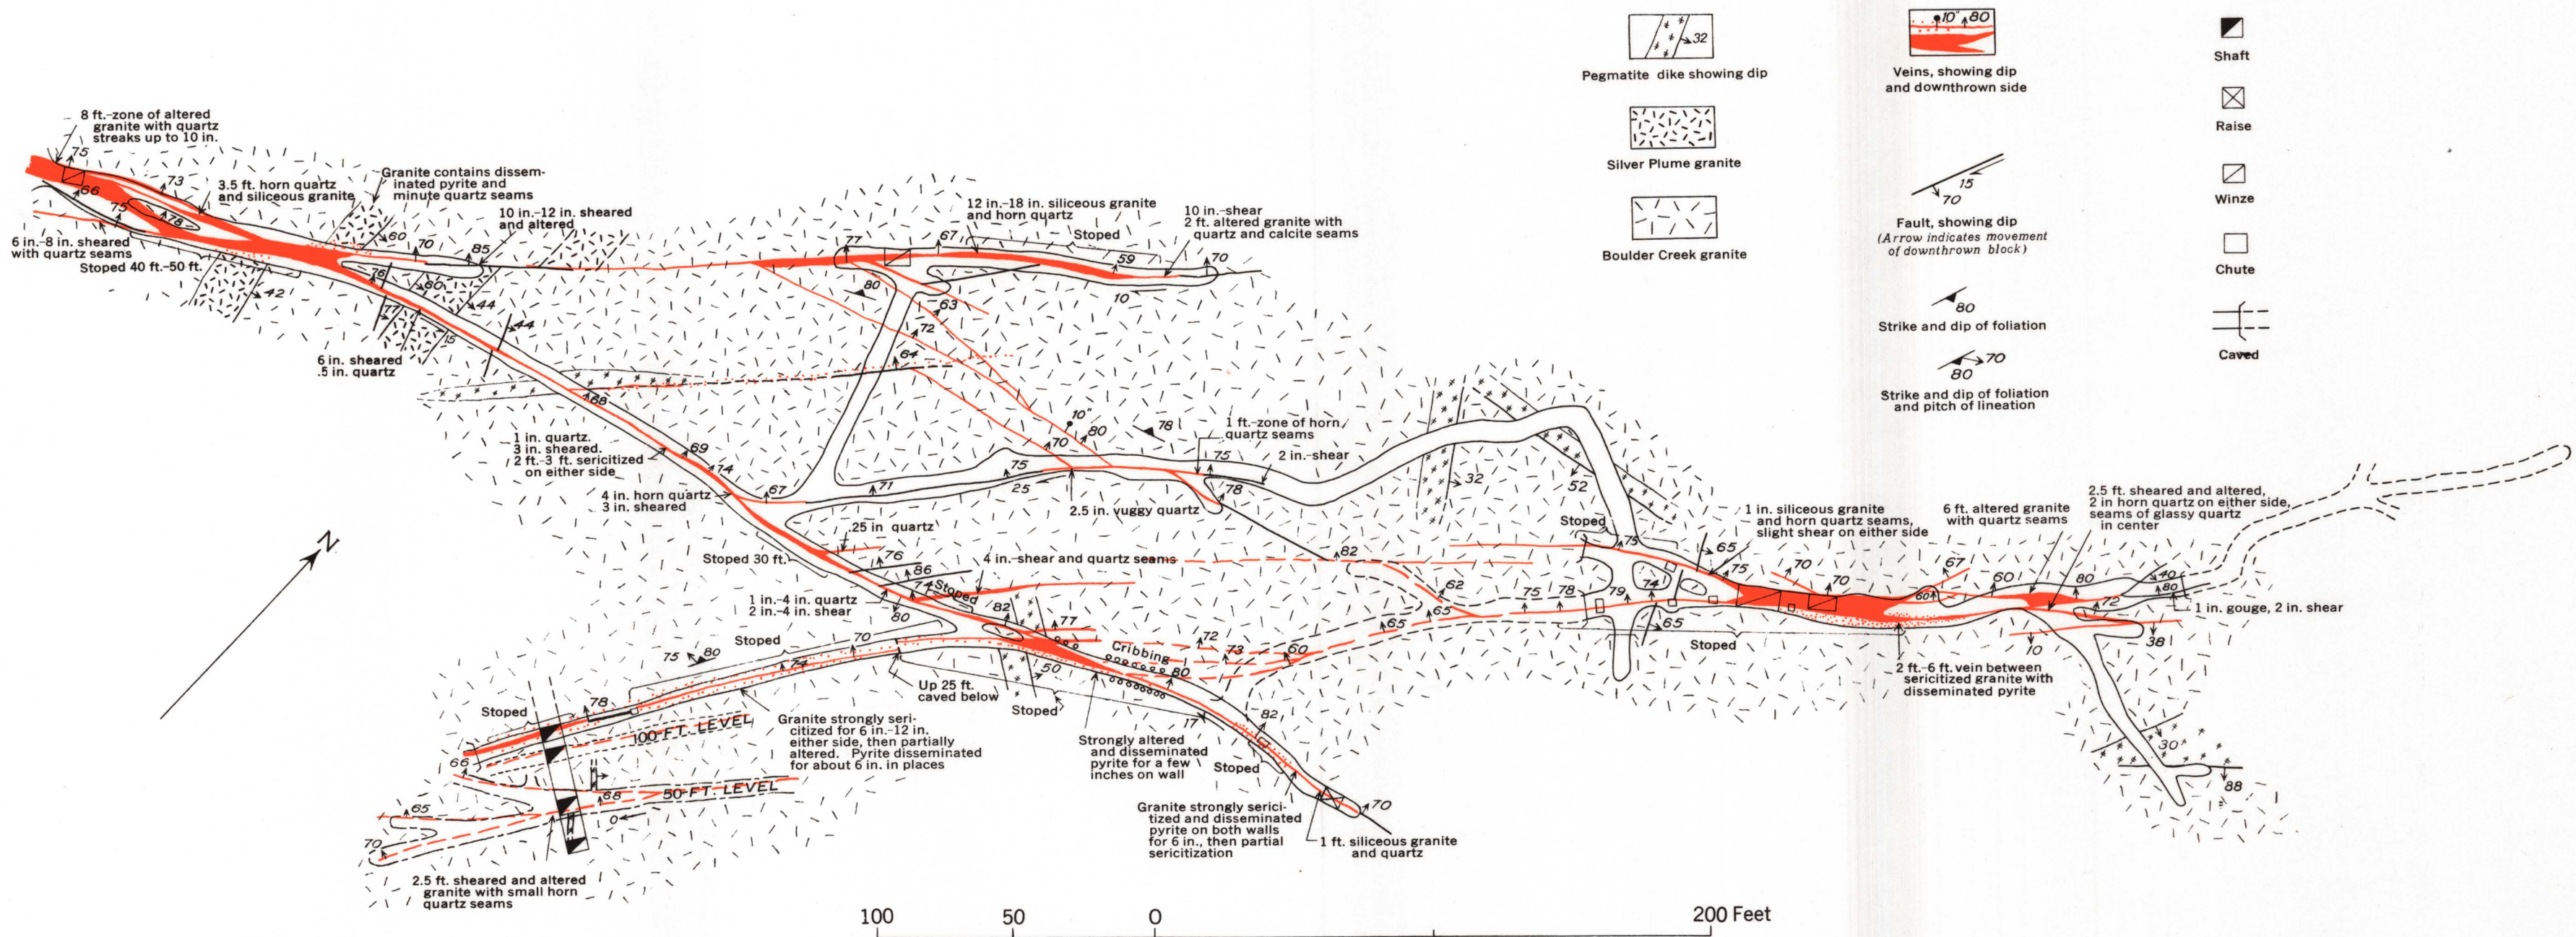 8 ft.-zone of altered
granite with quartz
streaks up to 10 in.
75
66
73
75
78
3.5 ft. horn quartz
and siliceous granite
Granite contains dissem-
inated pyrite and
minute quartz seams
10 in.-12 in. sheared
and altered
60
70
85
6 in.-8 in. sheared
with quartz seams
Stoped 40 ft.-50 ft.
42
76
60
44
77
44
15
6 in. sheared
.5 in. quartz
12 in.-18 in. siliceous granite
and horn quartz
Stoped
10 in.-shear
2 ft. altered granite with
quartz and calcite seams
77
67
59
70
80
10
63
72
64
68
1 in. quartz.
3 in. sheared.
2 ft.-3 ft. sericitized
on either side
69
74
4 in. horn quartz
3 in. sheared
67
71
75
25
70
10"
80
78
1 ft.-zone of horn
quartz seams
75
2 in.-shear
78
2.5 in. vuggy quartz
32
52
N
.25 in quartz
Stoped 30 ft.
76
86
74
Stoped
4 in.-shear and quartz seams
82
1 in.-4 in. quartz
2 in.-4 in. shear
80
82
77
Stoped
70
75
80
74
72
73
60
Cribbing
80
50
Up 25 ft.
caved below
Stoped
17
82
62
65
65
75
78
79
74
65
Stoped
75
65
75
1 in. siliceous granite
and horn quartz seams,
slight shear on either side
70
70
6 ft. altered granite
with quartz seams
67
60
60
2.5 ft. sheared and altered,
2 in horn quartz on either side,
seams of glassy quartz
in center
80
40
80
72
1 in. gouge, 2 in. shear
38
10
Stoped
2 ft.-6 ft. vein between
sericitized granite with
disseminated pyrite
30
88
Stoped
78
100 FT. LEVEL
66
Granite strongly seri-
citized for 6 in.-12 in.
either side, then partially
altered. Pyrite disseminated
for about 6 in. in places
50-FT. LEVEL
68
65
0
70
2.5 ft. sheared and altered
granite with small horn
quartz seams
Strongly altered
and disseminated
pyrite for a few
inches on wall
Stoped
Granite strongly serici-
tized and disseminated
pyrite on both walls
for 6 in., then partial
sericitization
70
1 ft. siliceous granite
and quartz
32
Pegmatite dike showing dip
Silver Plume granite
Boulder Creek granite
10" 80
Veins, showing dip
and downthrown side
15
70
Fault, showing dip
(Arrow indicates movement
of downthrown block)
80
Strike and dip of foliation
70
80
Strike and dip of foliation
and pitch of lineation
Shaft
Raise
Winze
Chute
Caved
100 50 0 200 Feet